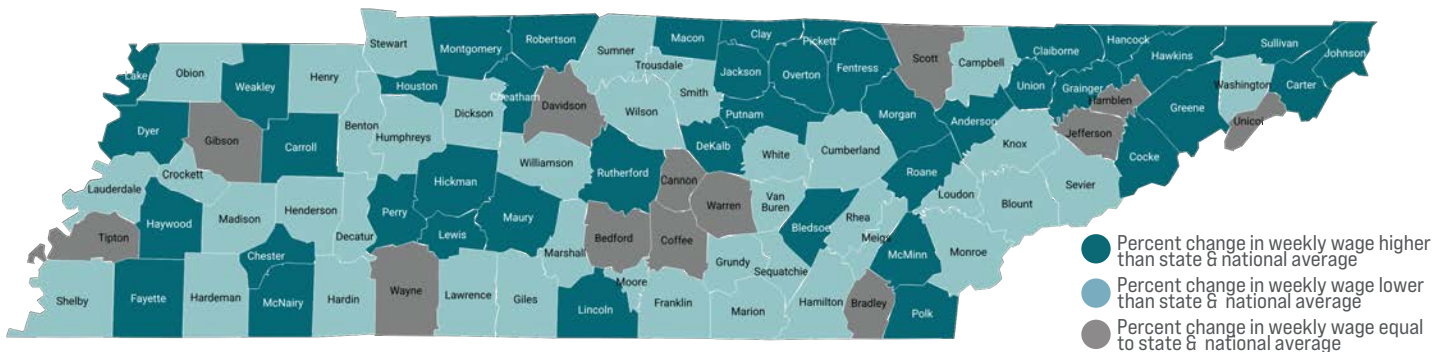 Stewart
Montgomery
Robertson
Sumner
Macon
Clay
Pickett
Scott
Campbell
Claiborne
Hancock
Hawkins
Sullivan
Johnson
Lake
Obion
Weakley
Henry
Houston
Cheatham
Davidson
Trousdale
Smith
Jackson
Overton
Fentress
Union
Grainger
Hamblen
Washington
Carter
Dyer
Gibson
Carroll
Benton
Humphreys
Dickson
Wilson
Putnam
Morgan
Anderson
Jefferson
Greene
Unicoi
Crockett
Williamson
Rutherford
DeKalb
White
Cumberland
Roane
Knox
Cocke
Lauderdale
Haywood
Madison
Henderson
Decatur
Perry
Hickman
Lewis
Maury
Cannon
Warren
Van
Buren
Bledsoe
Rhea
Meigs
Loudon
Blount
Sevier
Tipton
Chester
Marshall
Bedford
Coffee
Grundy
Sequatchie
McMinn
Monroe
Shelby
Fayette
Hardeman
McNairy
Hardin
Wayne
Lawrence
Giles
Lincoln
Moore
Franklin
Marion
Hamilton
Bradley
Polk
Percent change in weekly wage higher
than state & national average
Percent change in weekly wage lower
than state & national average
Percent change in weekly wage equal
to state & national average